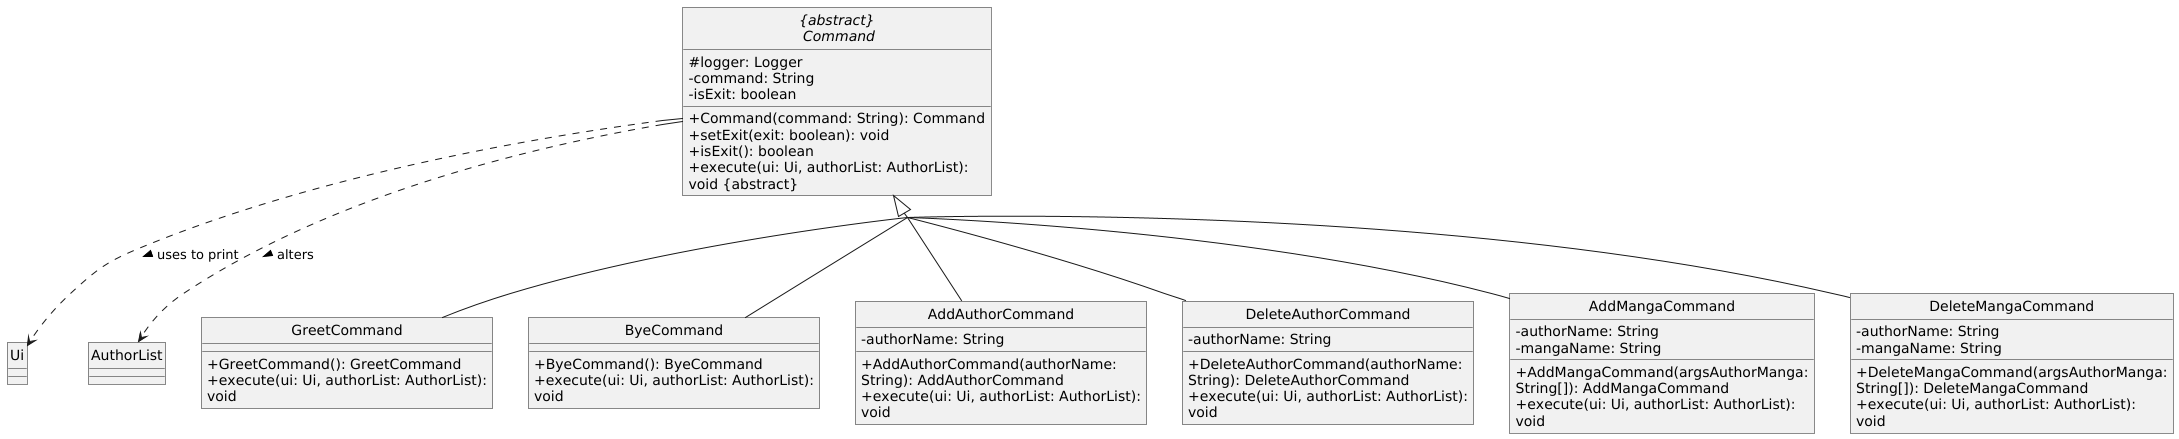 {abstract}
Command
#logger: Logger
-command: String
-isExit: boolean
+Command(command: String): Command
+setExit(exit: boolean): void
+isExit(): boolean
+execute(ui: Ui, authorList: AuthorList):
void {abstract}
uses to print
alters
Ui
AuthorList
GreetCommand
+GreetCommand(): GreetCommand
+execute(ui: Ui, authorList: AuthorList):
void
ByeCommand
+ByeCommand(): ByeCommand
+execute(ui: Ui, authorList: AuthorList):
void
AddAuthorCommand
-authorName: String
+AddAuthorCommand(authorName:
String): AddAuthorCommand
+execute(ui: Ui, authorList: AuthorList):
void
DeleteAuthorCommand
-authorName: String
+DeleteAuthorCommand(authorName:
String): DeleteAuthorCommand
+execute(ui: Ui, authorList: AuthorList):
void
AddMangaCommand
-authorName: String
-mangaName: String
+AddMangaCommand(argsAuthorManga:
String[]): AddMangaCommand
+execute(ui: Ui, authorList: AuthorList):
void
DeleteMangaCommand
-authorName: String
-mangaName: String
+DeleteMangaCommand(argsAuthorManga:
String[]): DeleteMangaCommand
+execute(ui: Ui, authorList: AuthorList):
void